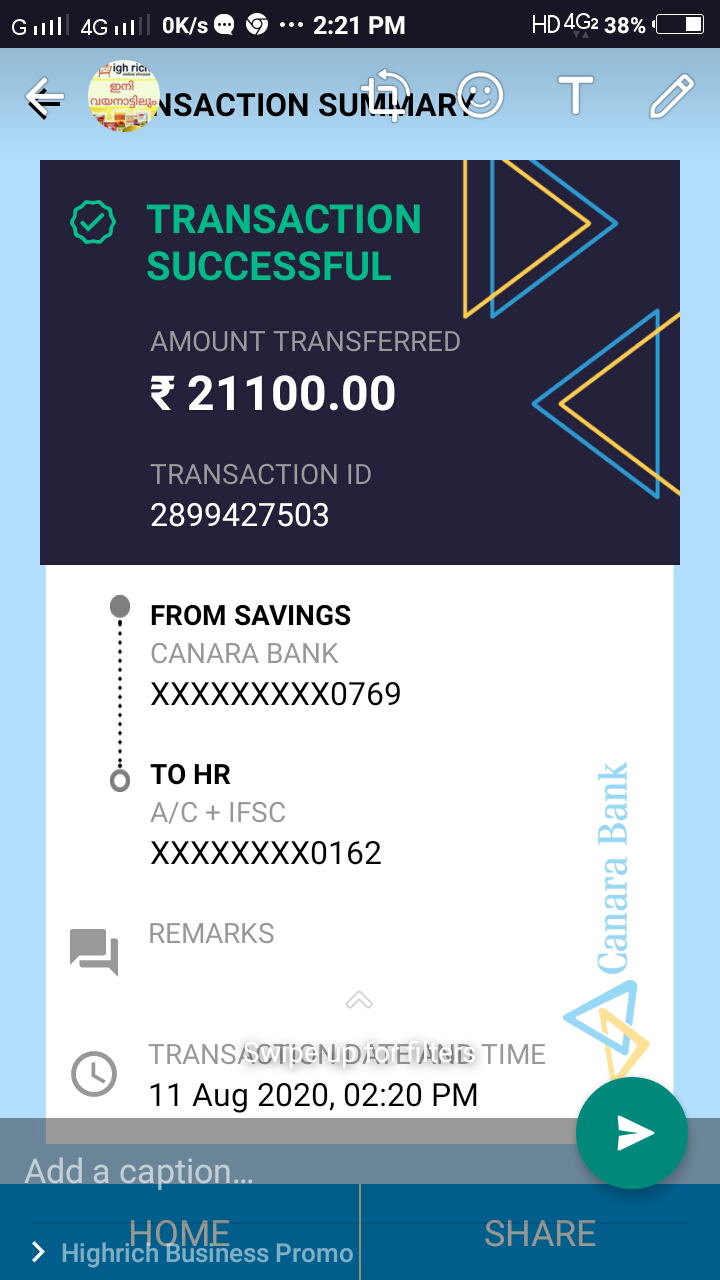 G 4G 0K/s 2:21 PM HD 4G2 38%
igh rich
ഇനി
വയനാട്ടിലും
NSACTION SUMMARY
T
TRANSACTION
SUCCESSFUL
AMOUNT TRANSFERRED
₹ 21100.00
TRANSACTION ID
2899427503
FROM SAVINGS
CANARA BANK
XXXXXXXXX0769
TO HR
A/C + IFSC
XXXXXXXX0162
Canara Bank
REMARKS
TRANSACTION DATE AND TIME
Swipe up for filters
11 Aug 2020, 02:20 PM
Add a caption...
HOME SHARE
Highrich Business Promo